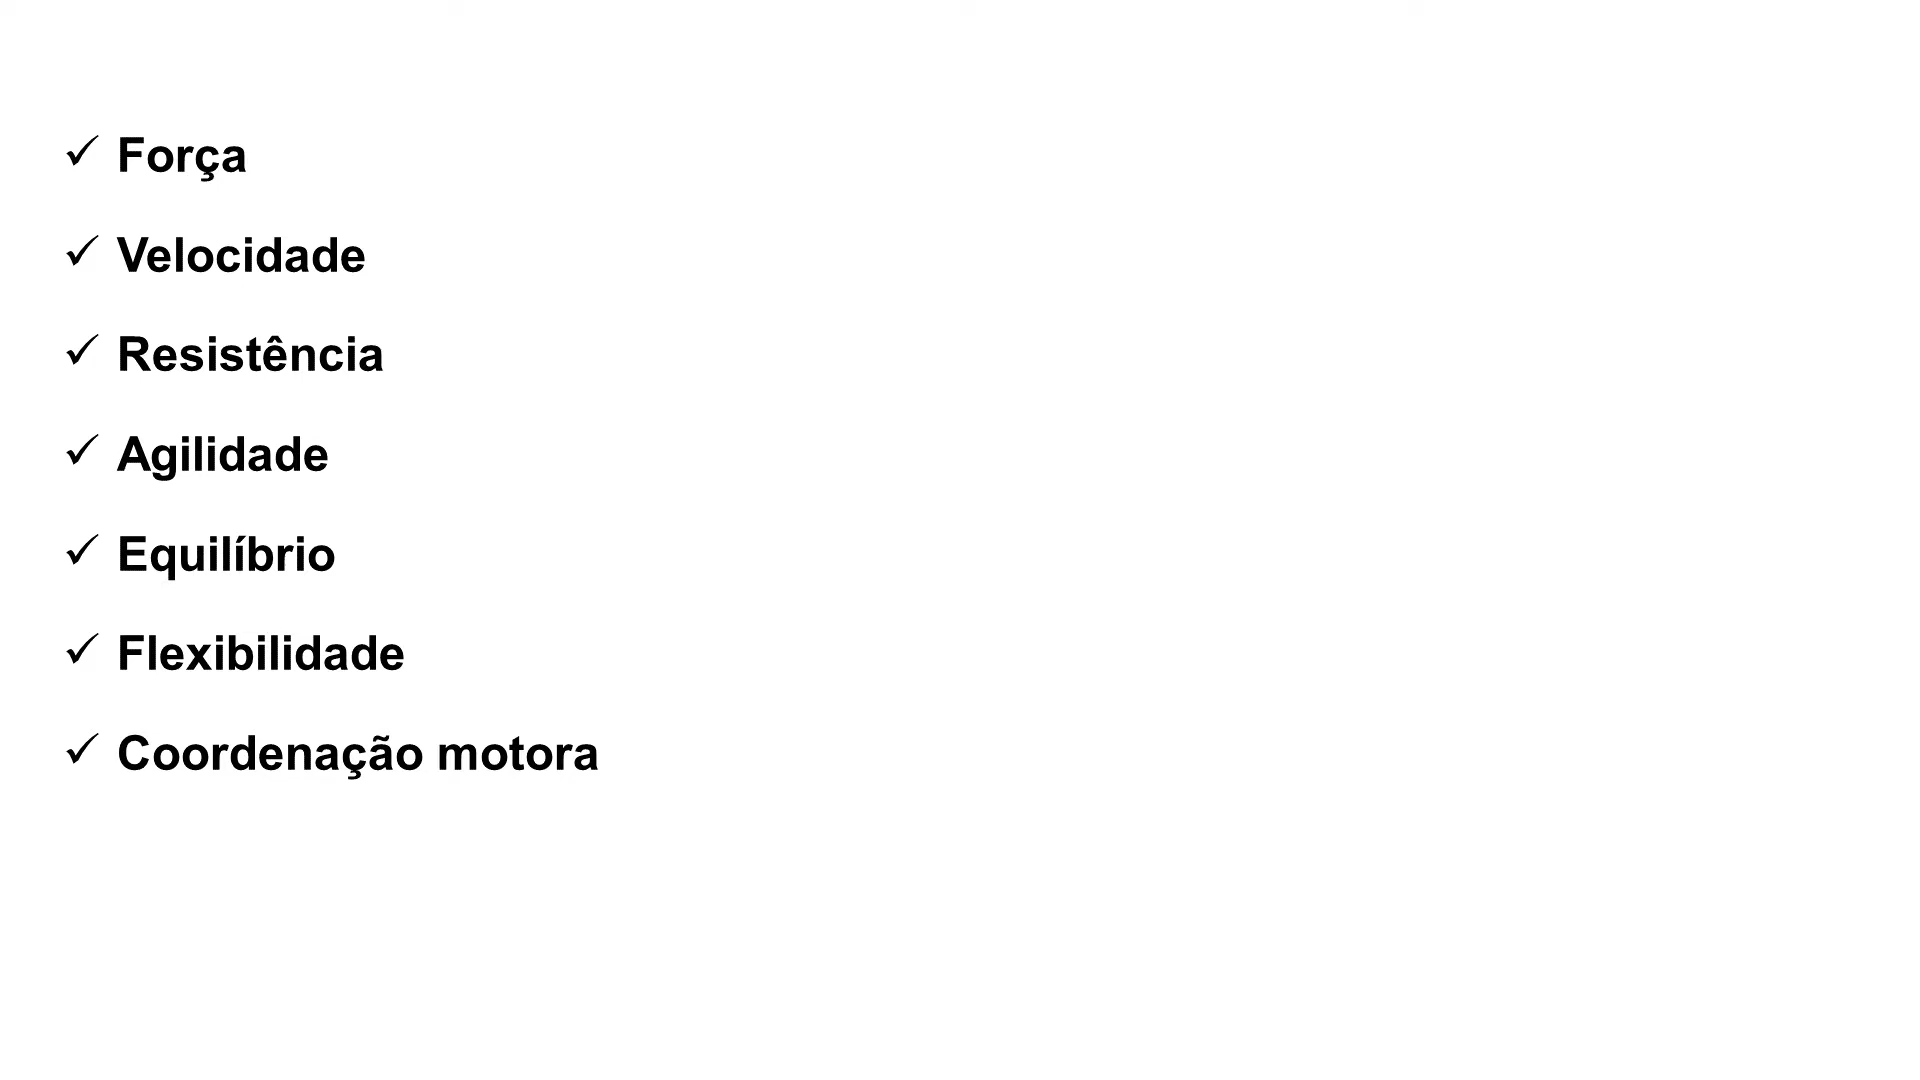 ✓ Força
✓ Velocidade
✓ Resistência
✓ Agilidade
✓ Equilíbrio
✓ Flexibilidade
✓ Coordenação motora